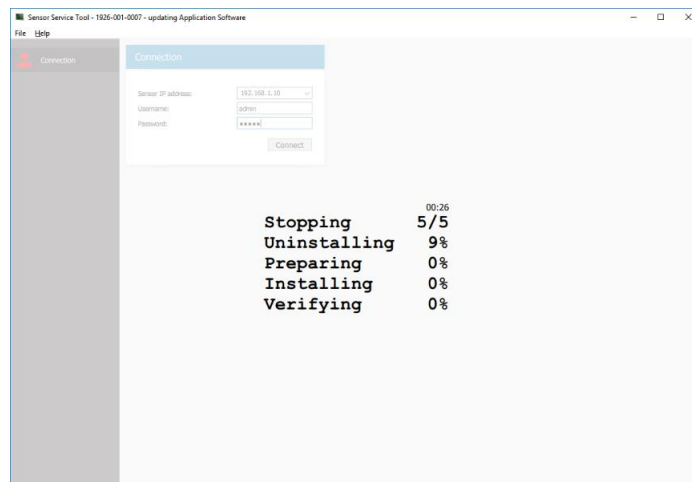 Sensor Service Tool - 1926-001-0007 - updating Application Software
File Help
Connection
Connection
Sensor IP address: 192.168.1.10
Username: admin
Password: •••••
Connect
00:26
Stopping 5/5
Uninstalling 9%
Preparing 0%
Installing 0%
Verifying 0%